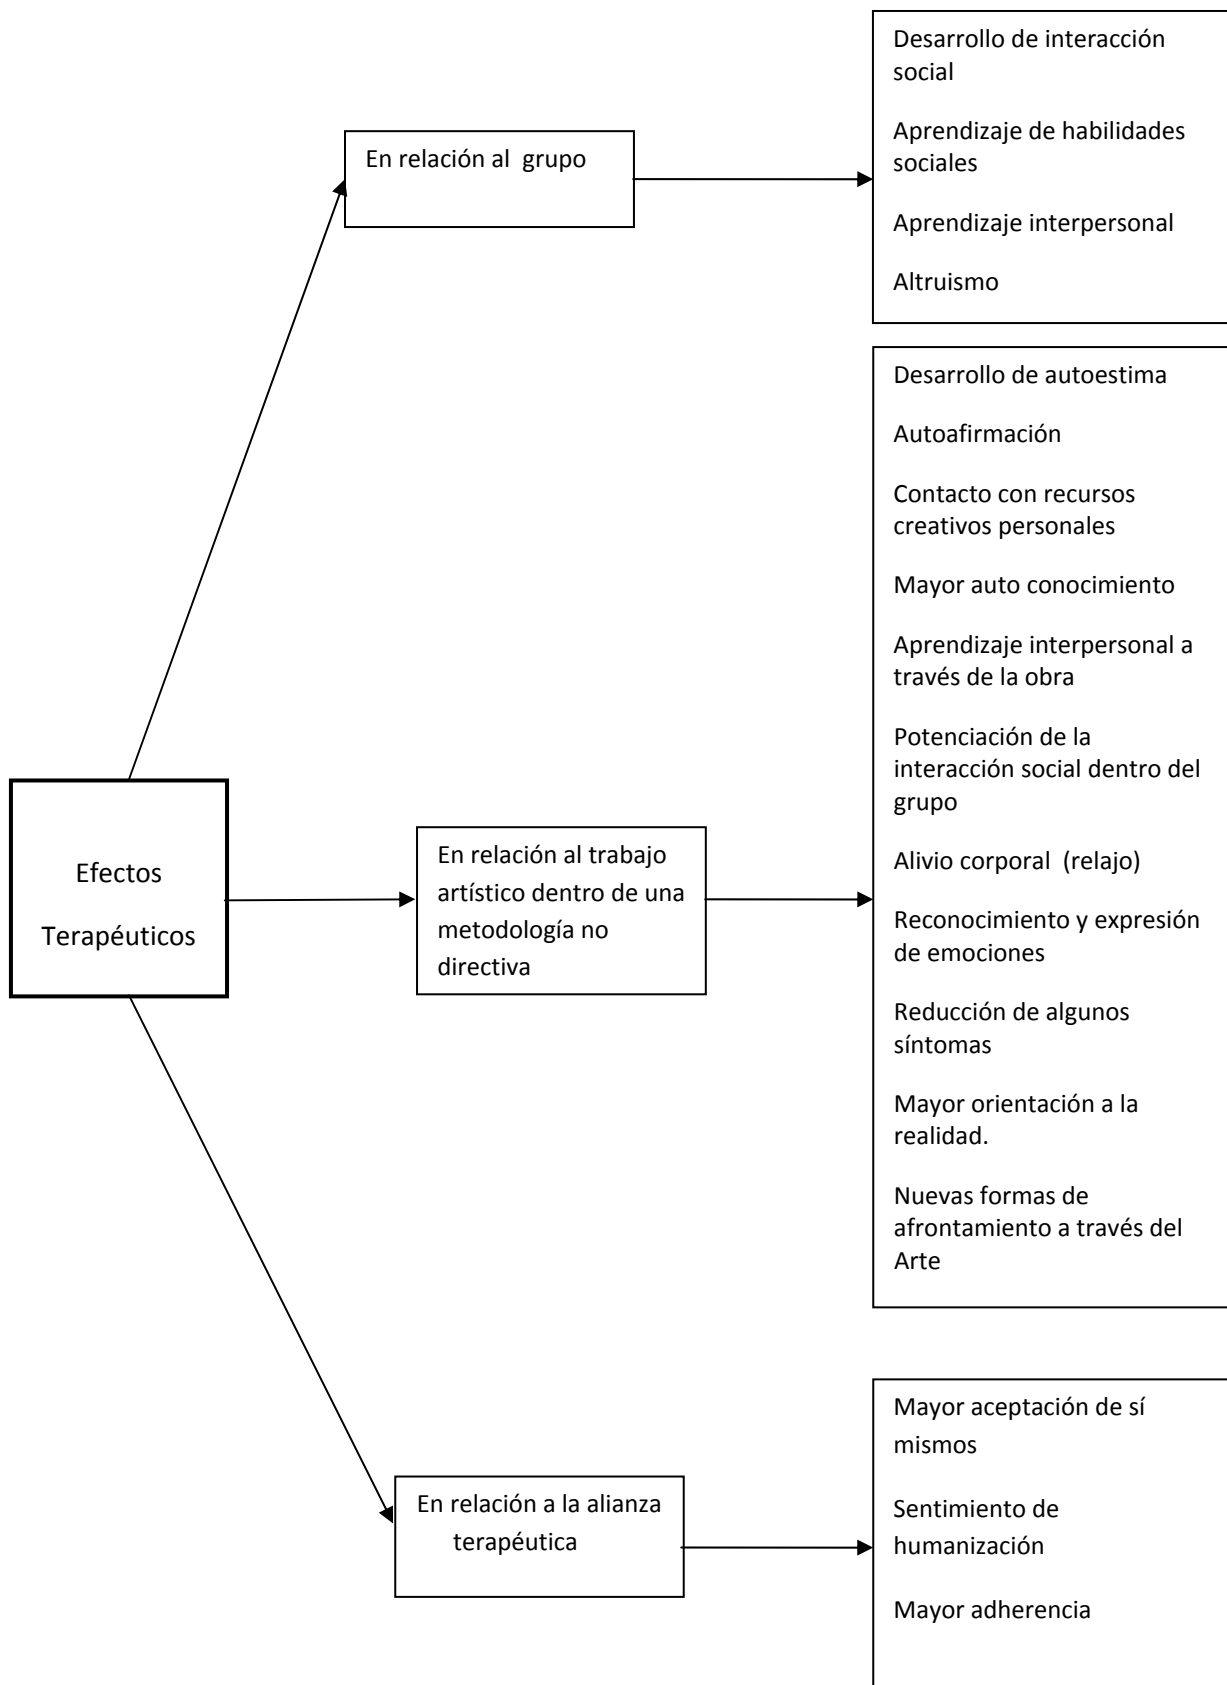 Efectos
Terapéuticos
En relación al  grupo
Desarrollo de interacción
social
Aprendizaje de habilidades
sociales
Aprendizaje interpersonal
Altruismo
En relación al trabajo
artístico dentro de una
metodología no
directiva
Desarrollo de autoestima
Autoafirmación
Contacto con recursos
creativos personales
Mayor auto conocimiento
Aprendizaje interpersonal a
través de la obra
Potenciación de la
interacción social dentro del
grupo
Alivio corporal  (relajo)
Reconocimiento y expresión
de emociones
Reducción de algunos
síntomas
Mayor orientación a la
realidad.
Nuevas formas de
afrontamiento a través del
Arte
En relación a la alianza
terapéutica
Mayor aceptación de sí
mismos
Sentimiento de
humanización
Mayor adherencia